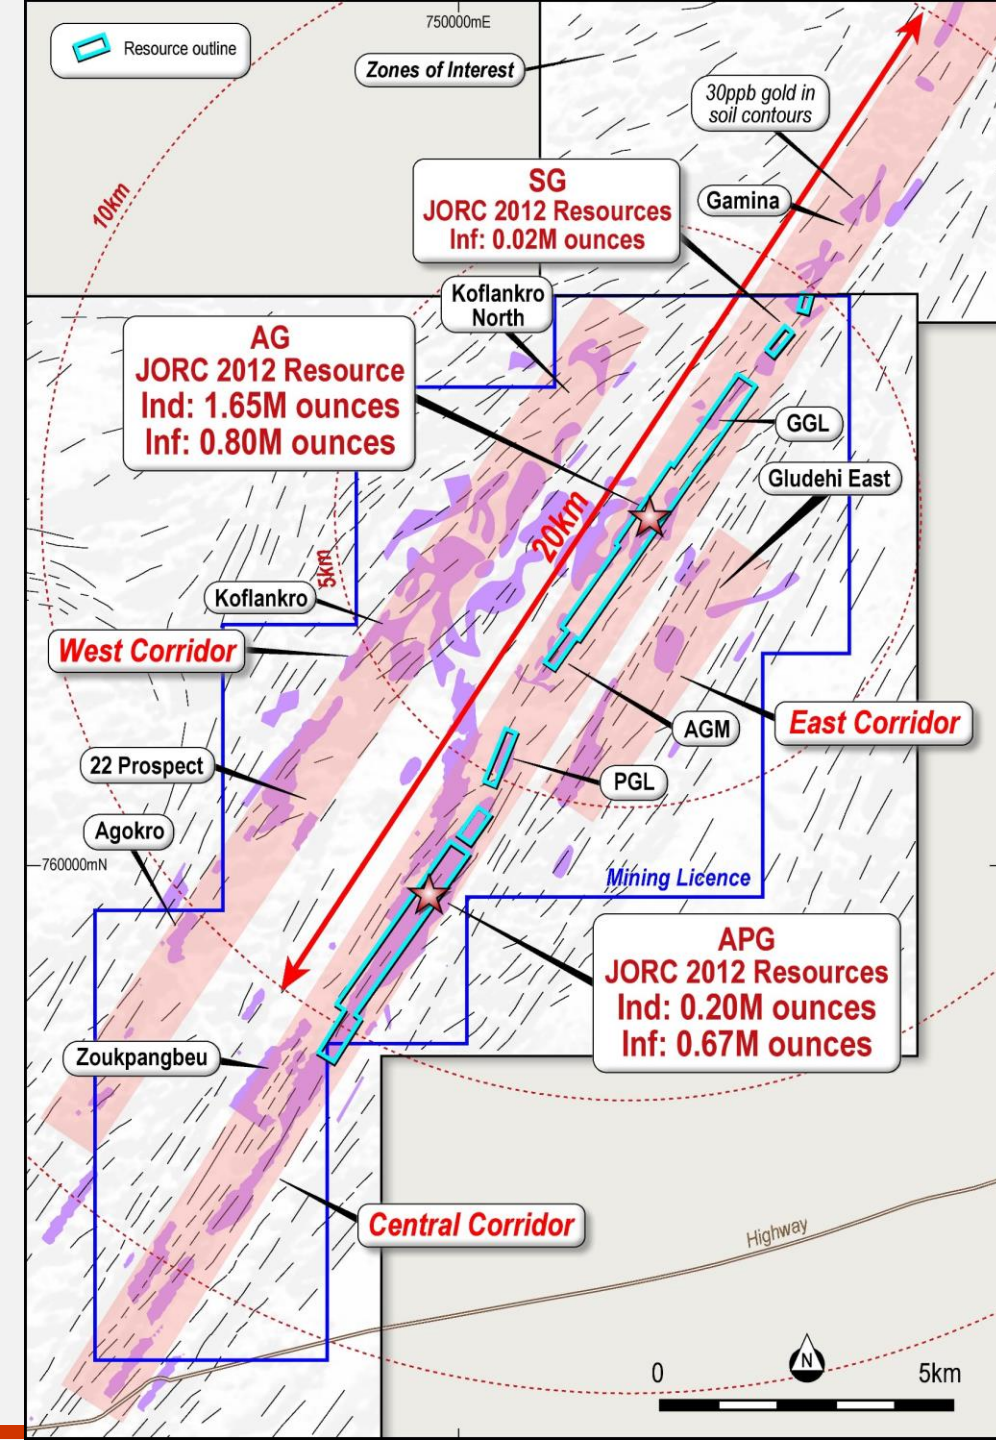 750000mE
Resource outline
Zones of Interest
30ppb gold in
soil contours
10km
SG
JORC 2012 Resources
Inf: 0.02M ounces
Gamina
Koflankro
North
AG
JORC 2012 Resource
Ind: 1.65M ounces
Inf: 0.80M ounces
GGL
Gludehi East
20km
5km
Koflankro
West Corridor
AGM
East Corridor
22 Prospect
PGL
Agokro
760000mN
Mining Licence
APG
JORC 2012 Resources
Ind: 0.20M ounces
Inf: 0.67M ounces
Zoukpangbeu
Central Corridor
Highway
N
0
5km